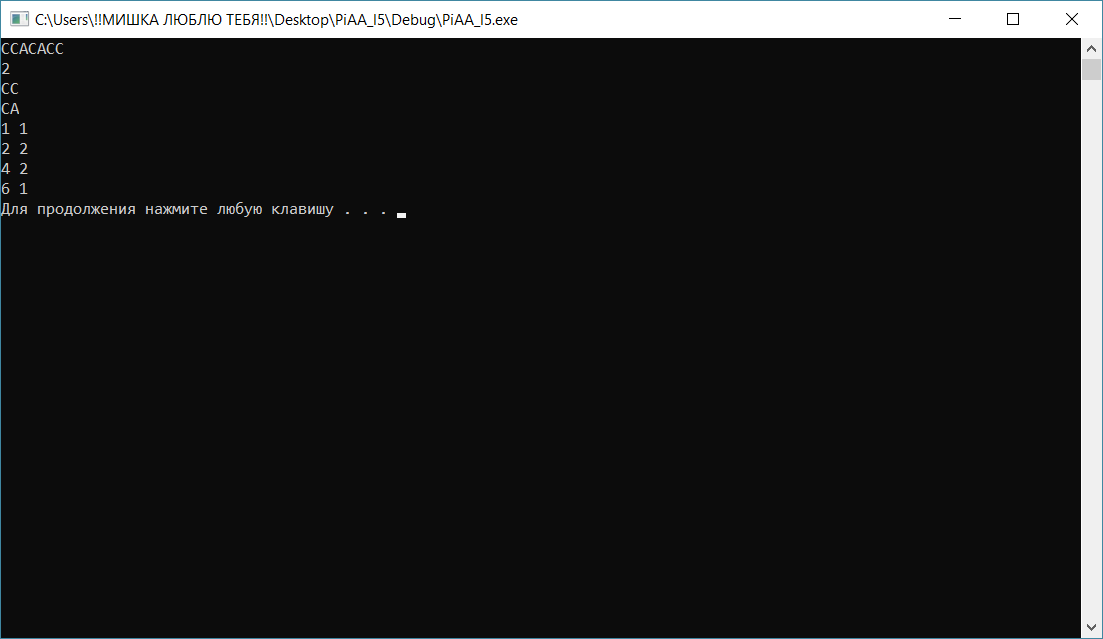 C:\Users\!!МИШКА ЛЮБЛЮ ТЕБЯ!!\Desktop\PiAA_l5\Debug\PiAA_l5.exe
CCACACC
2
CC
CA
1 1
2 2
4 2
6 1
Для продолжения нажмите любую клавишу . . .